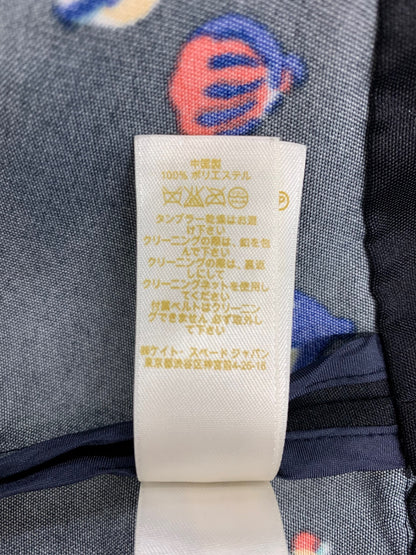 中国製
100% ポリエステル
タンブラー乾燥はお避
け下さい
クリーニングの際は、釦を包
んで下さい
クリーニングの際は、裏返
しにして
クリーニングネットを使用し
てください
付属ベルトはクリーニン
グできません 必ず取外し
て下さい
㈱ケイト・スペード ジャパン
東京都渋谷区神宮前4-26-18